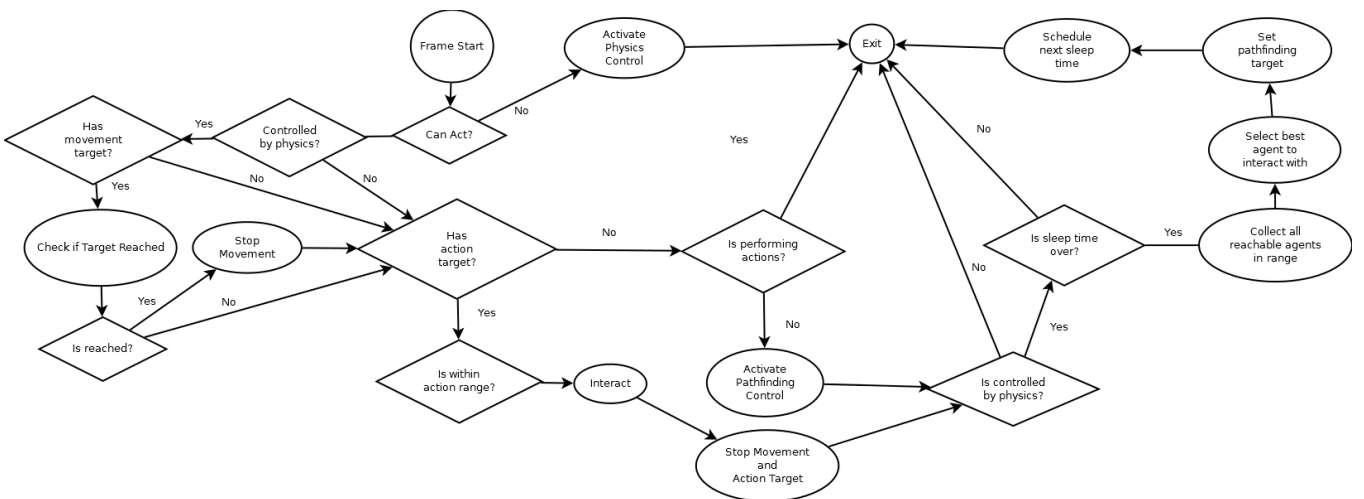 Frame Start
Activate
Physics
Control
Exit
Schedule
next sleep
time
Set
pathfinding
target
No
Can Act?
Yes
Controlled
by physics?
Has
movement
target?
Yes
No
No
Yes
No
Select best
agent to
interact with
Check if Target Reached
Stop
Movement
Has
action
target?
No
Is performing
actions?
No
Is sleep time
over?
Yes
Collect all
reachable agents
in range
Yes
No
Is reached?
Yes
Is within
action range?
Interact
No
Activate
Pathfinding
Control
Is controlled
by physics?
Yes
Stop Movement
and
Action Target